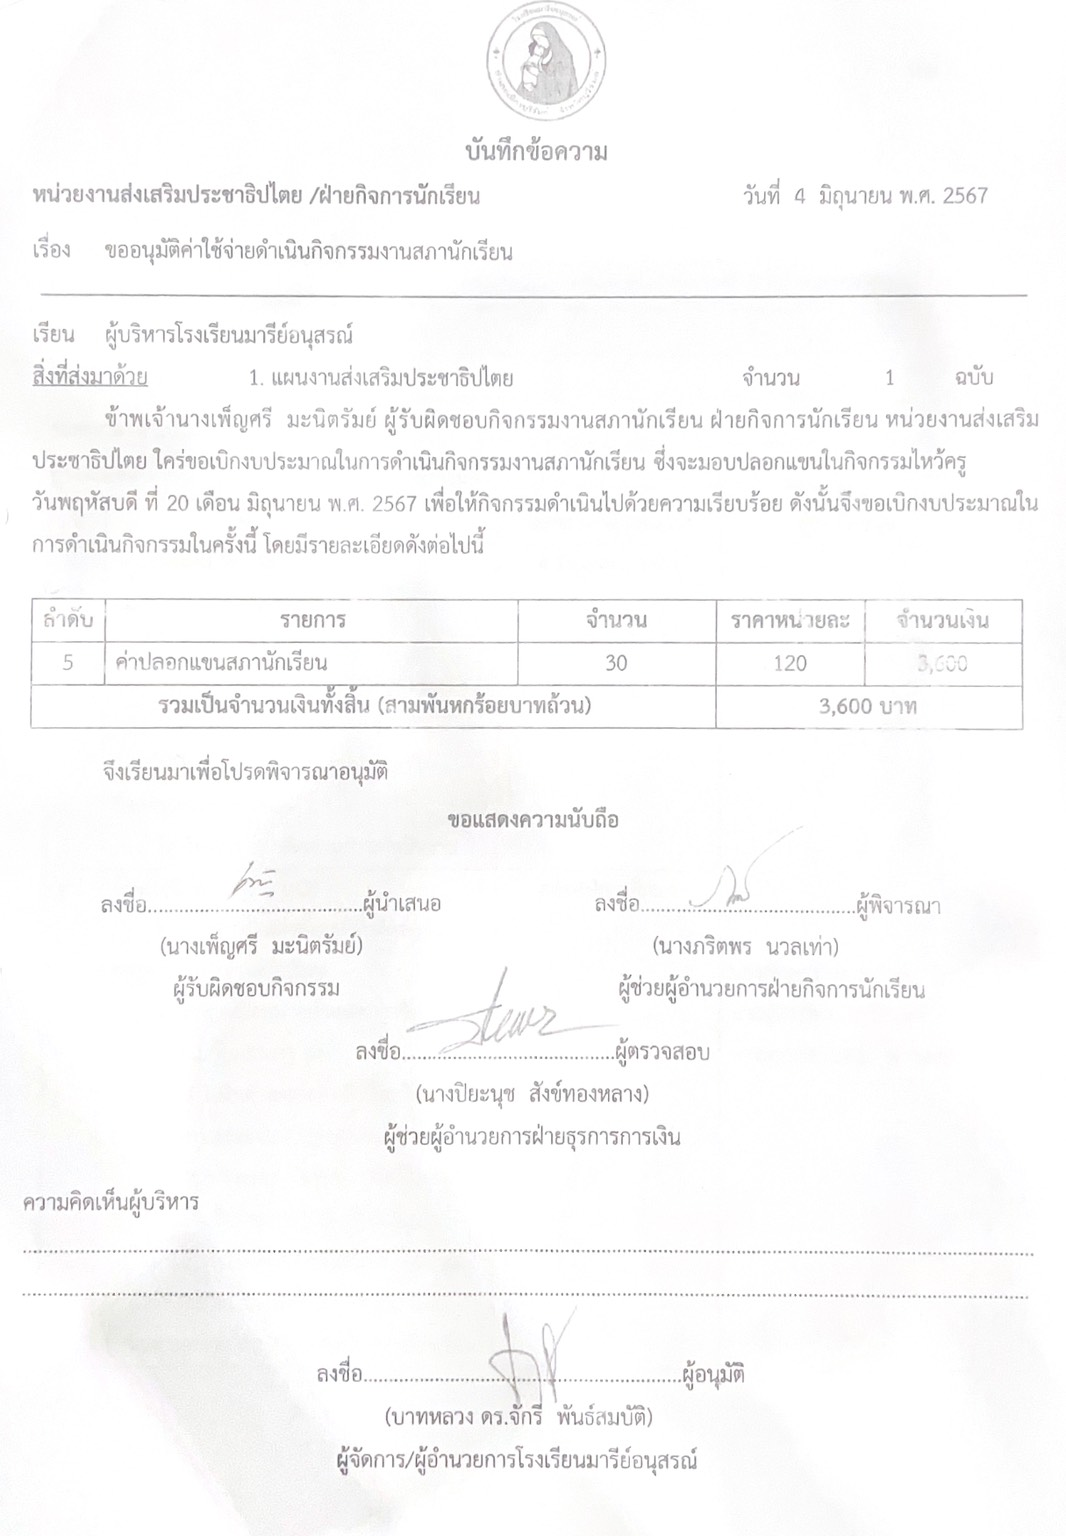 บันทึกข้อความ
หน่วยงานส่งเสริมประชาธิปไตย /ฝ่ายกิจการนักเรียน วันที่ 4 มิถุนายน พ.ศ. 2567
เรื่อง ขออนุมัติค่าใช้จ่ายดำเนินกิจกรรมงานสภานักเรียน
เรียน ผู้บริหารโรงเรียนมารีย์อนุสรณ์
สิ่งที่ส่งมาด้วย 1. แผนงานส่งเสริมประชาธิปไตย จำนวน 1 ฉบับ
ข้าพเจ้านางเพ็ญศรี มะนิตรัมย์ ผู้รับผิดชอบกิจกรรมงานสภานักเรียน ฝ่ายกิจการนักเรียน หน่วยงานส่งเสริม
ประชาธิปไตย ใคร่ขอเบิกงบประมาณในการดำเนินกิจกรรมงานสภานักเรียน ซึ่งจะมอบปลอกแขนในกิจกรรมไหว้ครู
วันพฤหัสบดี ที่ 20 เดือน มิถุนายน พ.ศ. 2567 เพื่อให้กิจกรรมดำเนินไปด้วยความเรียบร้อย ดังนั้นจึงขอเบิกงบประมาณใน
การดำเนินกิจกรรมในครั้งนี้ โดยมีรายละเอียดดังต่อไปนี้
ลำดับ รายการ จำนวน ราคาหน่วยละ จำนวนเงิน
5 ค่าปลอกแขนสภานักเรียน 30 120 3,600
รวมเป็นจำนวนเงินทั้งสิ้น (สามพันหกร้อยบาทถ้วน) 3,600 บาท
จึงเรียนมาเพื่อโปรดพิจารณาอนุมัติ
ขอแสดงความนับถือ
ลงชื่อ.....................................ผู้นำเสนอ ลงชื่อ.....................................ผู้พิจารณา
(นางเพ็ญศรี มะนิตรัมย์) (นางภริตพร นวลเท่า)
ผู้รับผิดชอบกิจกรรม ผู้ช่วยผู้อำนวยการฝ่ายกิจการนักเรียน
ลงชื่อ.....................................ผู้ตรวจสอบ
(นางปิยะนุช สังข์ทองหลาง)
ผู้ช่วยผู้อำนวยการฝ่ายธุรการการเงิน
ความคิดเห็นผู้บริหาร
ลงชื่อ.......................................................ผู้อนุมัติ
(บาทหลวง ดร.จักรี พันธ์สมบัติ)
ผู้จัดการ/ผู้อำนวยการโรงเรียนมารีย์อนุสรณ์